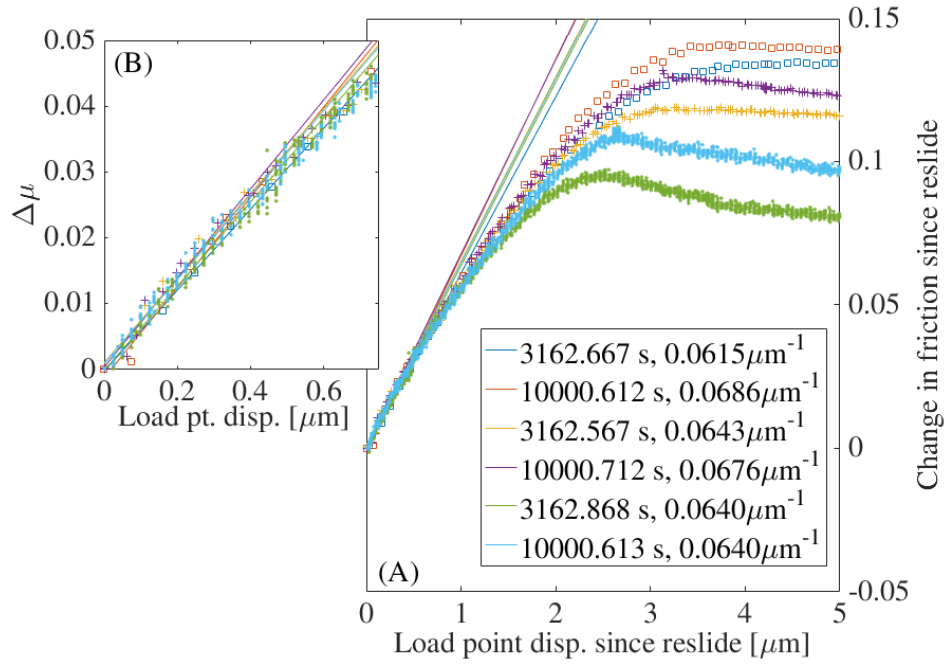 (B)
0.05
0.04
0.03
0.02
0.01
0
Δμ
0 0.2 0.4 0.6
Load pt. disp. [μm]
0.15
0.1
0.05
0
-0.05
Change in friction since reslide
3162.667 s, 0.0615μm⁻¹
10000.612 s, 0.0686μm⁻¹
3162.567 s, 0.0643μm⁻¹
10000.712 s, 0.0676μm⁻¹
3162.868 s, 0.0640μm⁻¹
10000.613 s, 0.0640μm⁻¹
(A)
0 1 2 3 4 5
Load point disp. since reslide [μm]